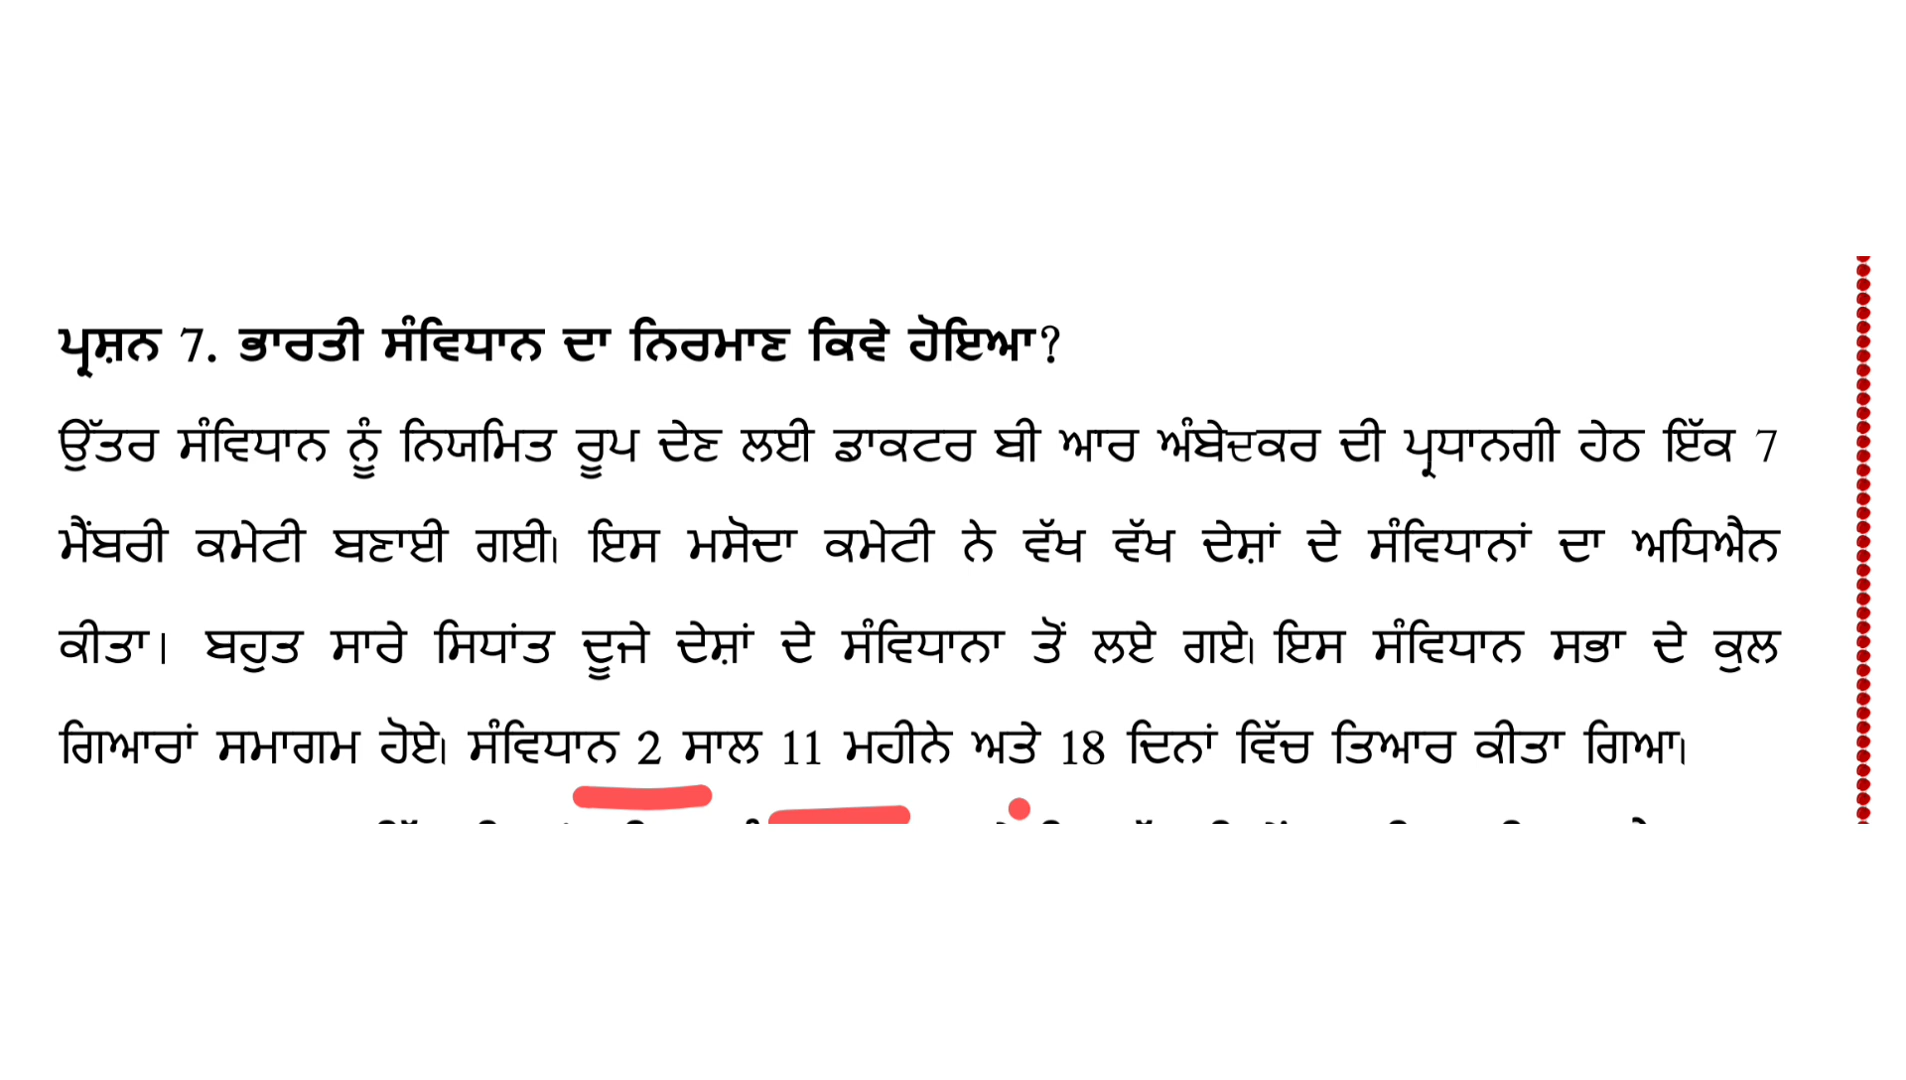 ਪ੍ਰਸ਼ਨ 7. ਭਾਰਤੀ ਸੰਵਿਧਾਨ ਦਾ ਨਿਰਮਾਣ ਕਿਵੇ ਹੋਇਆ?
ਉੱਤਰ ਸੰਵਿਧਾਨ ਨੂੰ ਨਿਯਮਿਤ ਰੂਪ ਦੇਣ ਲਈ ਡਾਕਟਰ ਬੀ ਆਰ ਅੰਬੇਦਕਰ ਦੀ ਪ੍ਰਧਾਨਗੀ ਹੇਠ ਇੱਕ 7
ਮੈਂਬਰੀ ਕਮੇਟੀ ਬਣਾਈ ਗਈ। ਇਸ ਮਸੋਦਾ ਕਮੇਟੀ ਨੇ ਵੱਖ ਵੱਖ ਦੇਸ਼ਾਂ ਦੇ ਸੰਵਿਧਾਨਾਂ ਦਾ ਅਧਿਐਨ
ਕੀਤਾ। ਬਹੁਤ ਸਾਰੇ ਸਿਧਾਂਤ ਦੂਜੇ ਦੇਸ਼ਾਂ ਦੇ ਸੰਵਿਧਾਨਾ ਤੋਂ ਲਏ ਗਏ। ਇਸ ਸੰਵਿਧਾਨ ਸਭਾ ਦੇ ਕੁਲ
ਗਿਆਰਾਂ ਸਮਾਗਮ ਹੋਏ। ਸੰਵਿਧਾਨ 2 ਸਾਲ 11 ਮਹੀਨੇ ਅਤੇ 18 ਦਿਨਾਂ ਵਿੱਚ ਤਿਆਰ ਕੀਤਾ ਗਿਆ।